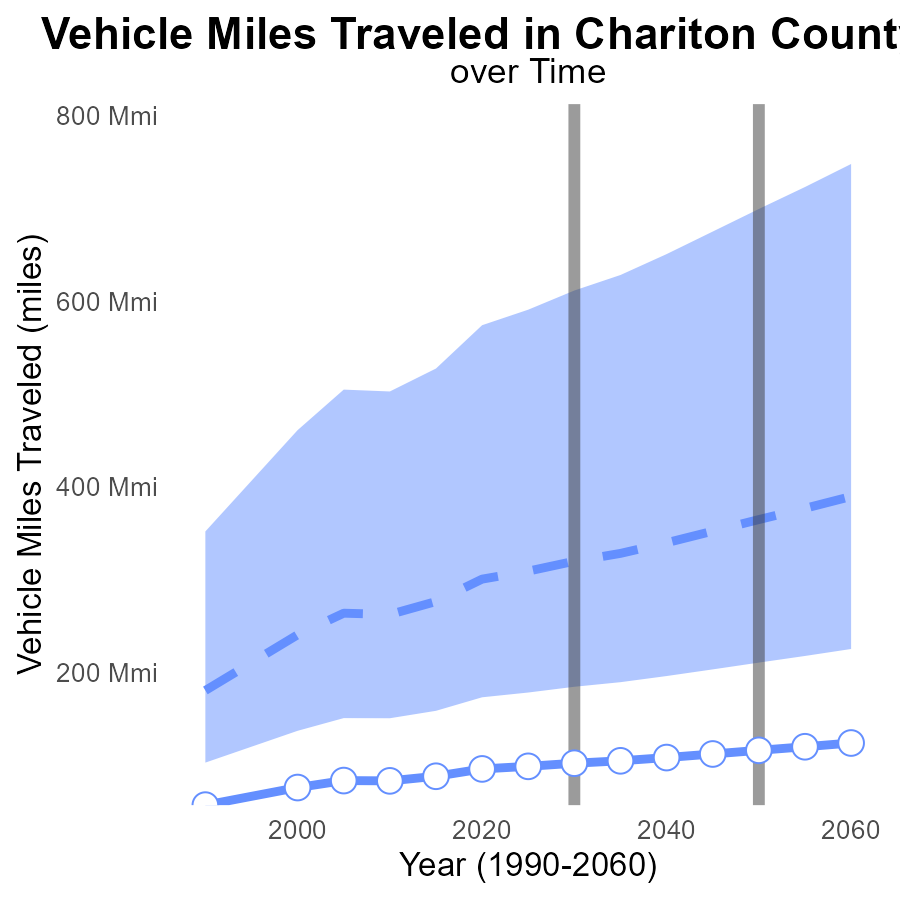 Vehicle Miles Traveled in Chariton County
over Time
800 Mmi
600 Mmi
400 Mmi
200 Mmi
Vehicle Miles Traveled (miles)
2000 2020 2040 2060
Year (1990-2060)